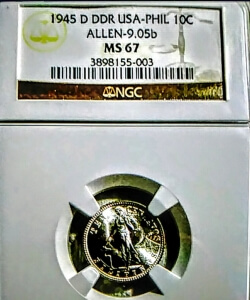 1945 D DDR USA-PHIL 10C
ALLEN-9.05b
MS 67
3898155-003
NGC